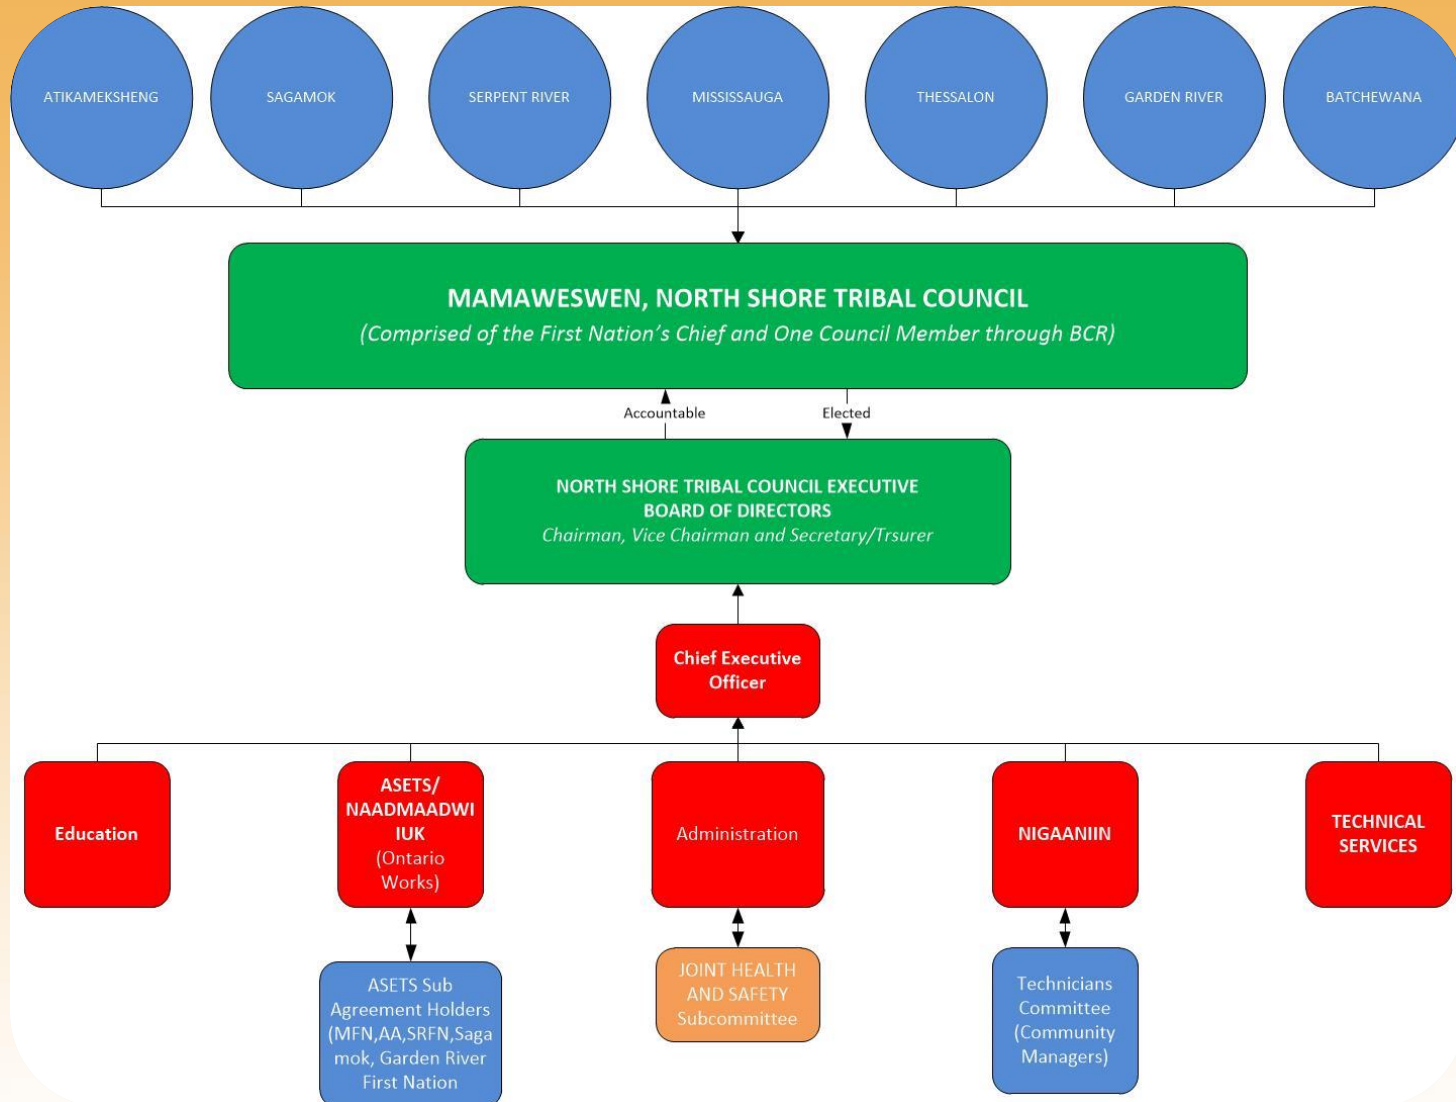 ATIKAMEKSHENG
SAGAMOK
SERPENT RIVER
MISSISSAUGA
THESSALON
GARDEN RIVER
BATCHEWANA
MAMAWESWEN, NORTH SHORE TRIBAL COUNCIL
(Comprised of the First Nation's Chief and One Council Member through BCR)
Accountable
Elected
NORTH SHORE TRIBAL COUNCIL EXECUTIVE
BOARD OF DIRECTORS
Chairman, Vice Chairman and Secretary/Trsurer
Chief Executive
Officer
Education
ASETS/
NAADMAADWI
IUK
(Ontario
Works)
Administration
NIGAANIIN
TECHNICAL
SERVICES
ASETS Sub
Agreement Holders
(MFN,AA,SRFN,Saga
mok, Garden River
First Nation
JOINT HEALTH
AND SAFETY
Subcommittee
Technicians
Committee
(Community
Managers)